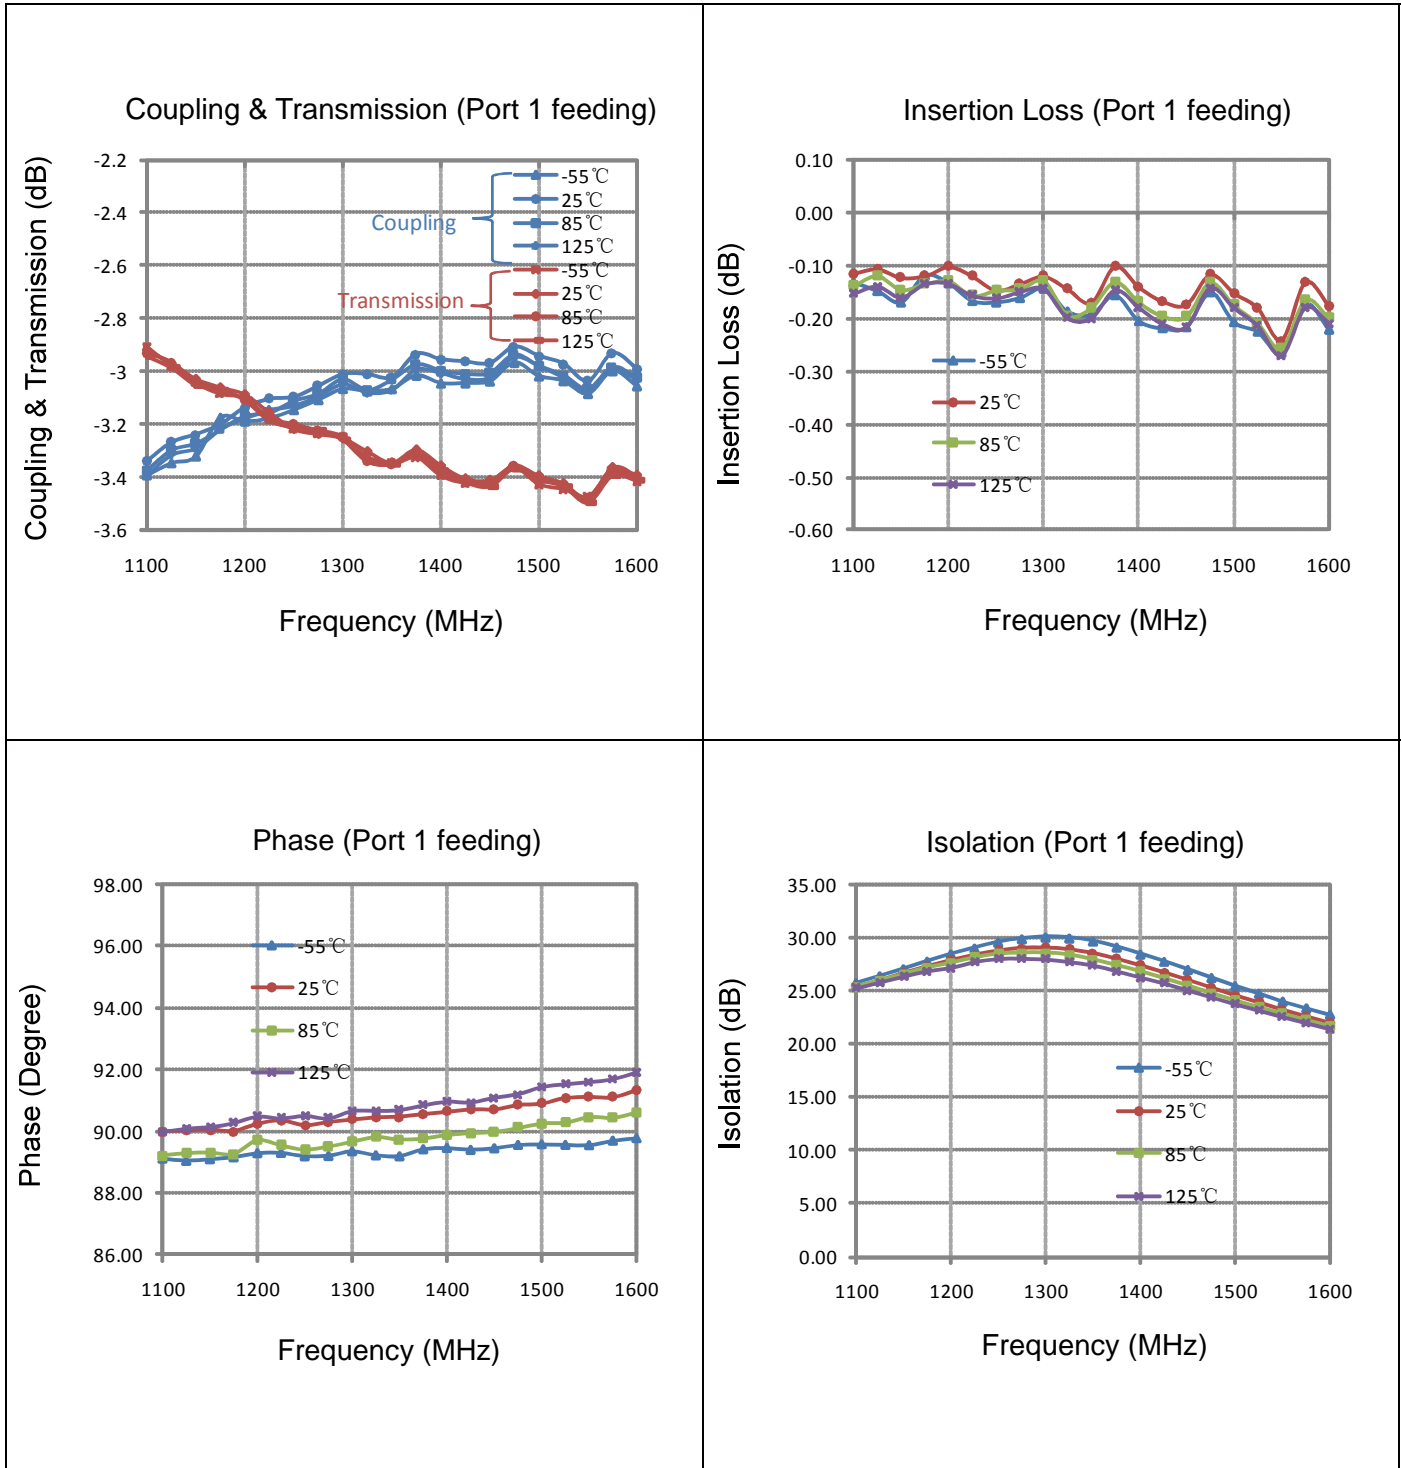 Coupling & Transmission (Port 1 feeding)
Coupling & Transmission (dB)
-2.2
-2.4
-2.6
-2.8
-3
-3.2
-3.4
-3.6
Coupling
-55℃
25℃
85℃
125℃
Transmission
-55℃
25℃
85℃
125℃
1100 1200 1300 1400 1500 1600
Frequency (MHz)
Insertion Loss (Port 1 feeding)
Insertion Loss (dB)
0.10
0.00
-0.10
-0.20
-0.30
-0.40
-0.50
-0.60
-55℃
25℃
85℃
125℃
1100 1200 1300 1400 1500 1600
Frequency (MHz)
Phase (Port 1 feeding)
Phase (Degree)
98.00
96.00
94.00
92.00
90.00
88.00
86.00
-55℃
25℃
85℃
125℃
1100 1200 1300 1400 1500 1600
Frequency (MHz)
Isolation (Port 1 feeding)
Isolation (dB)
35.00
30.00
25.00
20.00
15.00
10.00
5.00
0.00
-55℃
25℃
85℃
125℃
1100 1200 1300 1400 1500 1600
Frequency (MHz)